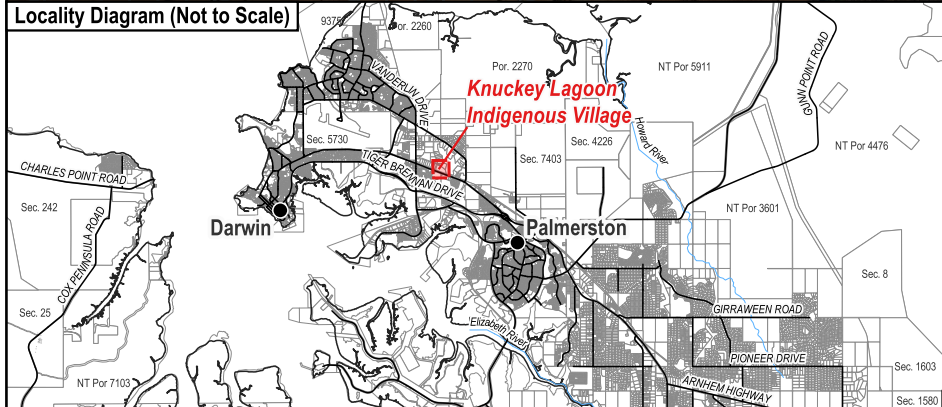 Locality Diagram (Not to Scale)
9375
Por. 2260
VANDERLIN DRIVE
Por. 2270
NT Por 5911
GUNN POINT ROAD
Knuckey Lagoon
Indigenous Village
Howard River
Sec. 5730
Sec. 4226
NT Por 4476
Sec. 7403
TIGER BRENNAN DRIVE
CHARLES POINT ROAD
Sec. 242
COX PENINSULA ROAD
Darwin
Palmerston
NT Por 3601
Sec. 8
Sec. 25
GIRRAWEEN ROAD
Elizabeth River
PIONEER DRIVE
Sec. 1603
NT Por 7103
ARNHEM HIGHWAY
Sec. 1580